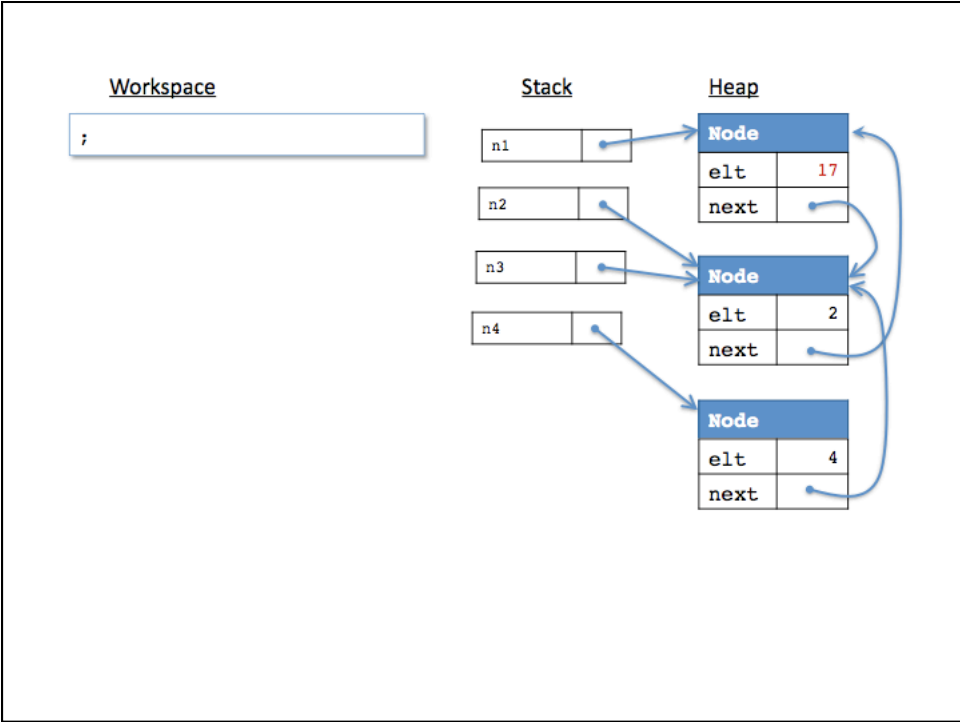 Workspace
;
Stack
n1
n2
n3
n4
Heap
Node
elt 17
next
Node
elt 2
next
Node
elt 4
next